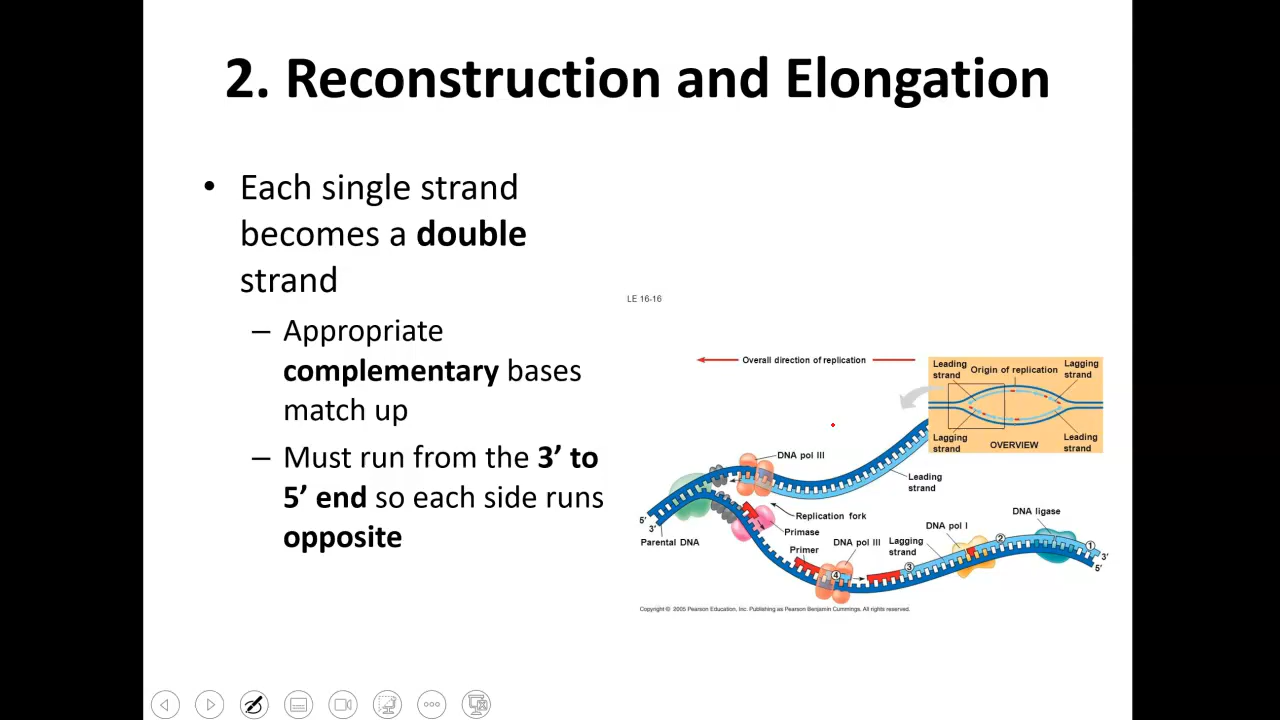 2. Reconstruction and Elongation
• Each single strand
becomes a double
strand
– Appropriate
complementary bases
match up
– Must run from the 3’ to
5’ end so each side runs
opposite
LE 16-16
Overall direction of replication
Leading
strand
Origin of replication
Lagging
strand
Lagging
strand
OVERVIEW
Leading
strand
DNA pol III
Leading
strand
5′
3′
Parental DNA
Replication fork
Primase
Primer
DNA pol III
Lagging
strand
DNA pol I
DNA ligase
4
3
2
1
3′
5′
Copyright © 2005 Pearson Education, Inc. Publishing as Pearson Benjamin Cummings. All rights reserved.